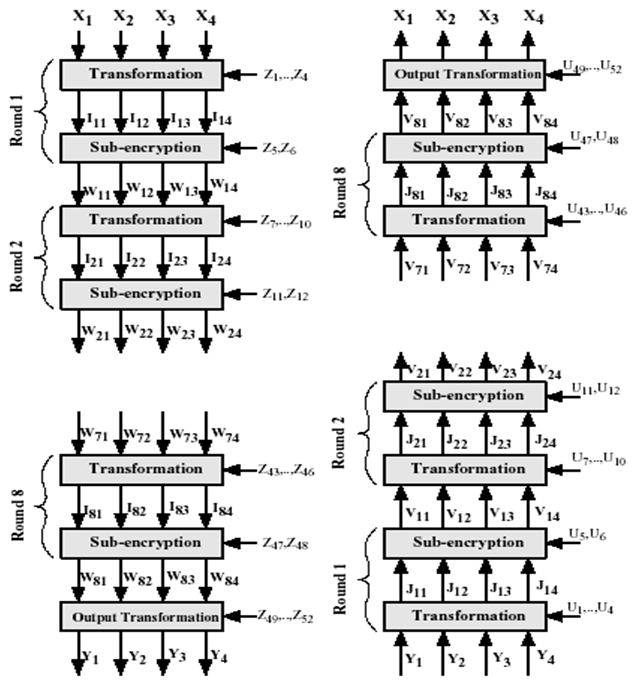 X1 X2 X3 X4
Transformation
Z1,..,Z4
Round 1
I11 I12 I13 I14
Sub-encryption
Z5,Z6
W11 W12 W13 W14
Transformation
Z7,..,Z10
Round 2
I21 I22 I23 I24
Sub-encryption
Z11,Z12
W21 W22 W23 W24
W71 W72 W73 W74
Transformation
Z43,..,Z46
Round 8
I81 I82 I83 I84
Sub-encryption
Z47,Z48
W81 W82 W83 W84
Output Transformation
Z49,..,Z52
Y1 Y2 Y3 Y4
X1 X2 X3 X4
Output Transformation
U49,..,U52
V81 V82 V83 V84
Sub-encryption
U47,U48
Round 8
J81 J82 J83 J84
Transformation
U43,..,U46
V71 V72 V73 V74
V21 V22 V23 V24
Sub-encryption
U11,U12
Round 2
J21 J22 J23 J24
Transformation
U7,..,U10
V11 V12 V13 V14
Sub-encryption
U5,U6
Round 1
J11 J12 J13 J14
Transformation
U1,..,U4
Y1 Y2 Y3 Y4